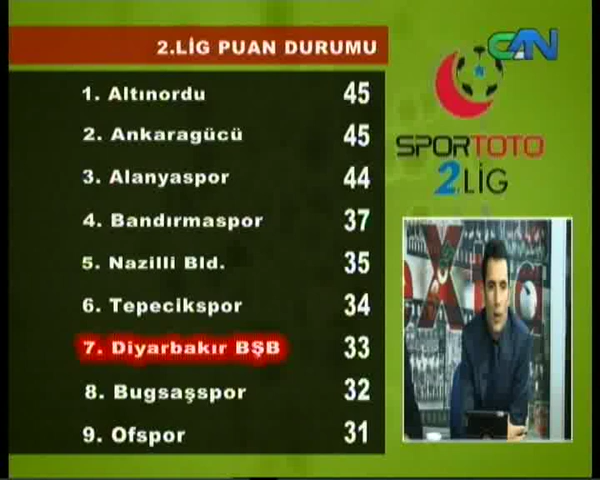 2.LİG PUAN DURUMU
1. Altınordu 45
2. Ankaragücü 45
3. Alanyaspor 44
4. Bandırmaspor 37
5. Nazilli Bld. 35
6. Tepecikspor 34
7. Diyarbakır BŞB 33
8. Bugsaşspor 32
9. Ofspor 31
CAN
SPORTOTO
2.LİG